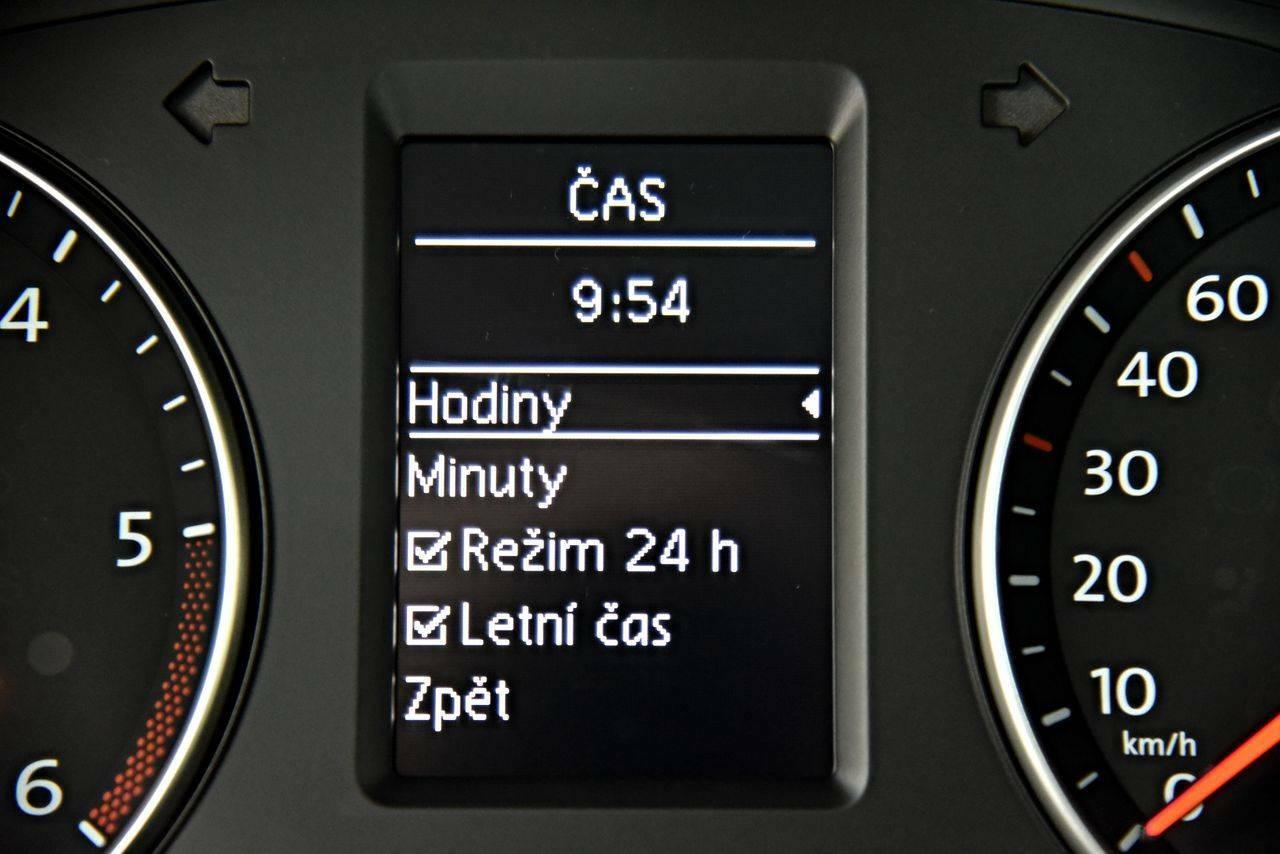 ČAS
9:54
Hodiny
Minuty
Režim 24 h
Letní čas
Zpět
4
5
6
60
40
30
20
10
km/h
0